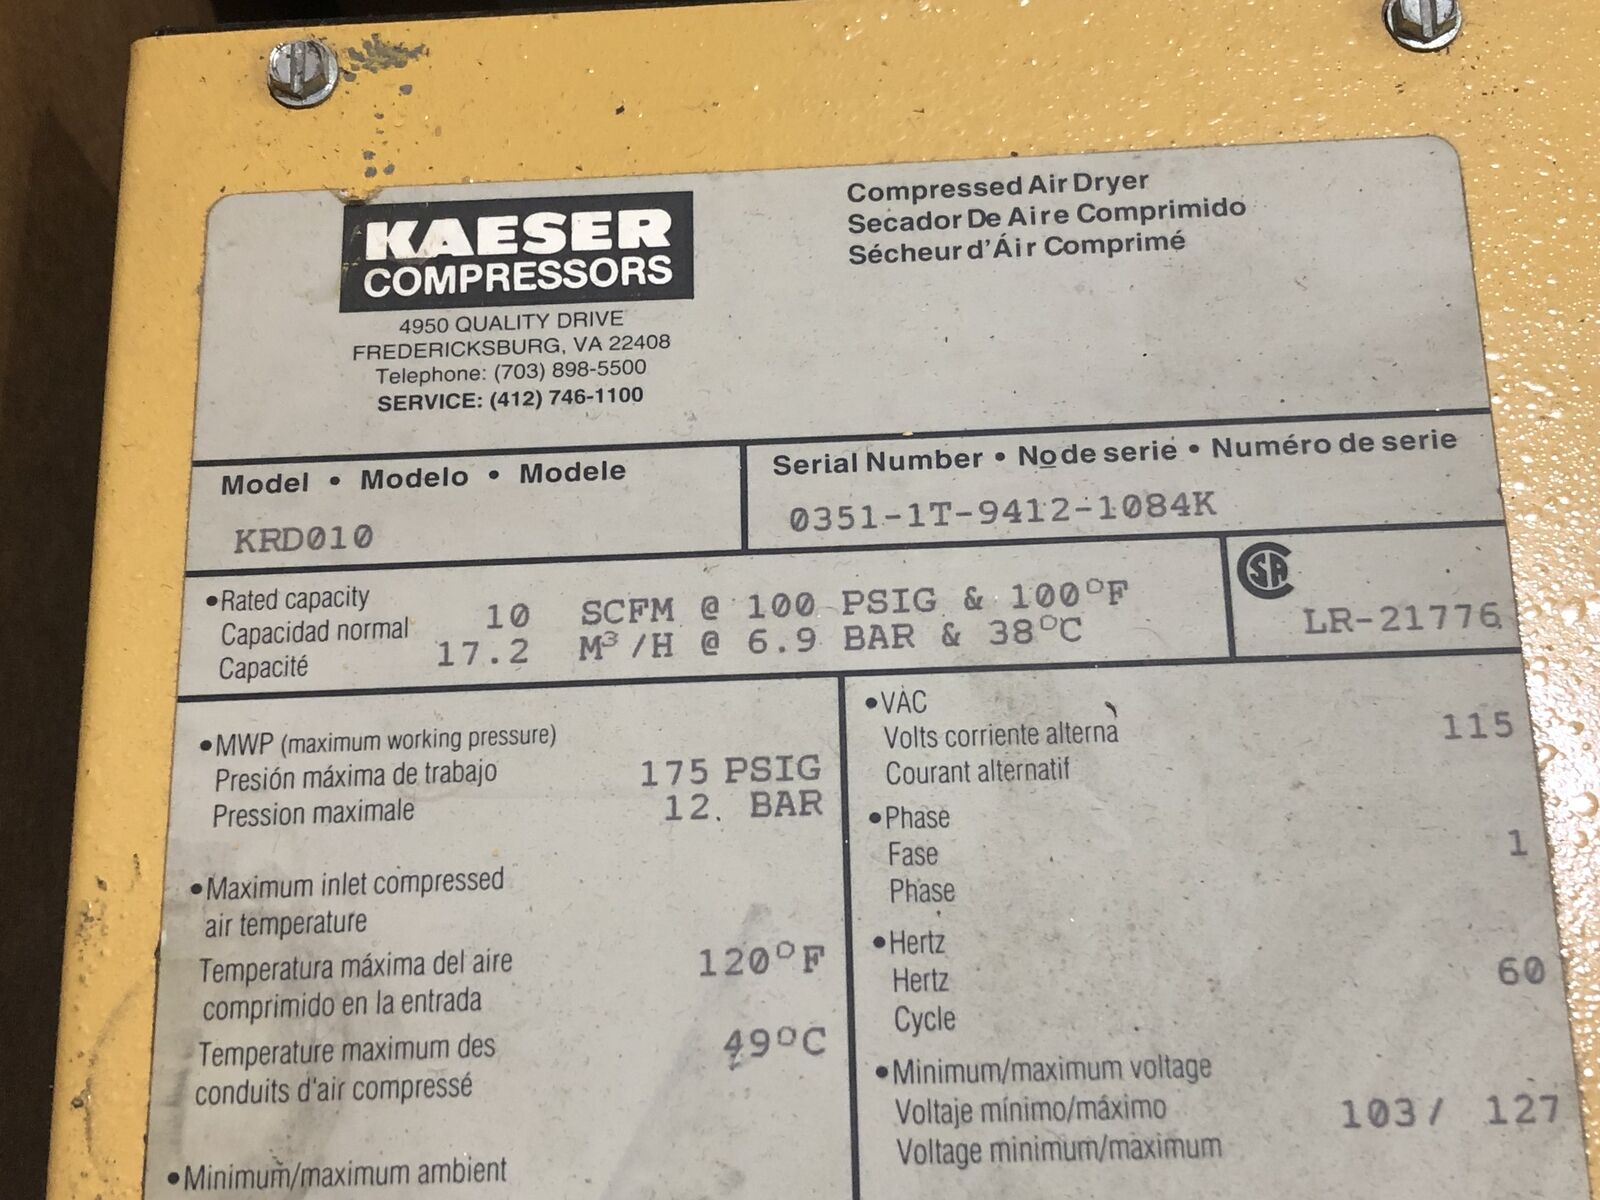 KAESER
COMPRESSORS
4950 QUALITY DRIVE
FREDERICKSBURG, VA 22408
Telephone: (703) 898-5500
SERVICE: (412) 746-1100
Compressed Air Dryer
Secador De Aire Comprimido
Sécheur d'Áir Comprimé
Model • Modelo • Modele
KRD010
Serial Number • No de serie • Numéro de serie
0351-1T-9412-1084K
•Rated capacity
Capacidad normal
Capacité
10 SCFM @ 100 PSIG & 100°F
17.2 M³/H @ 6.9 BAR & 38°C
CSA
LR-21776
•MWP (maximum working pressure)
Presión máxima de trabajo
Pression maximale
175 PSIG
12. BAR
•Maximum inlet compressed
air temperature
Temperatura máxima del aire
comprimido en la entrada
120°F
Temperature maximum des
conduits d'air compressé
49°C
•Minimum/maximum ambient
•VAC
Volts corriente alterna
Courant alternatif
115
•Phase
Fase
Phase
1
•Hertz
Hertz
Cycle
60
•Minimum/maximum voltage
Voltaje mínimo/máximo
Voltage minimum/maximum
103/ 127